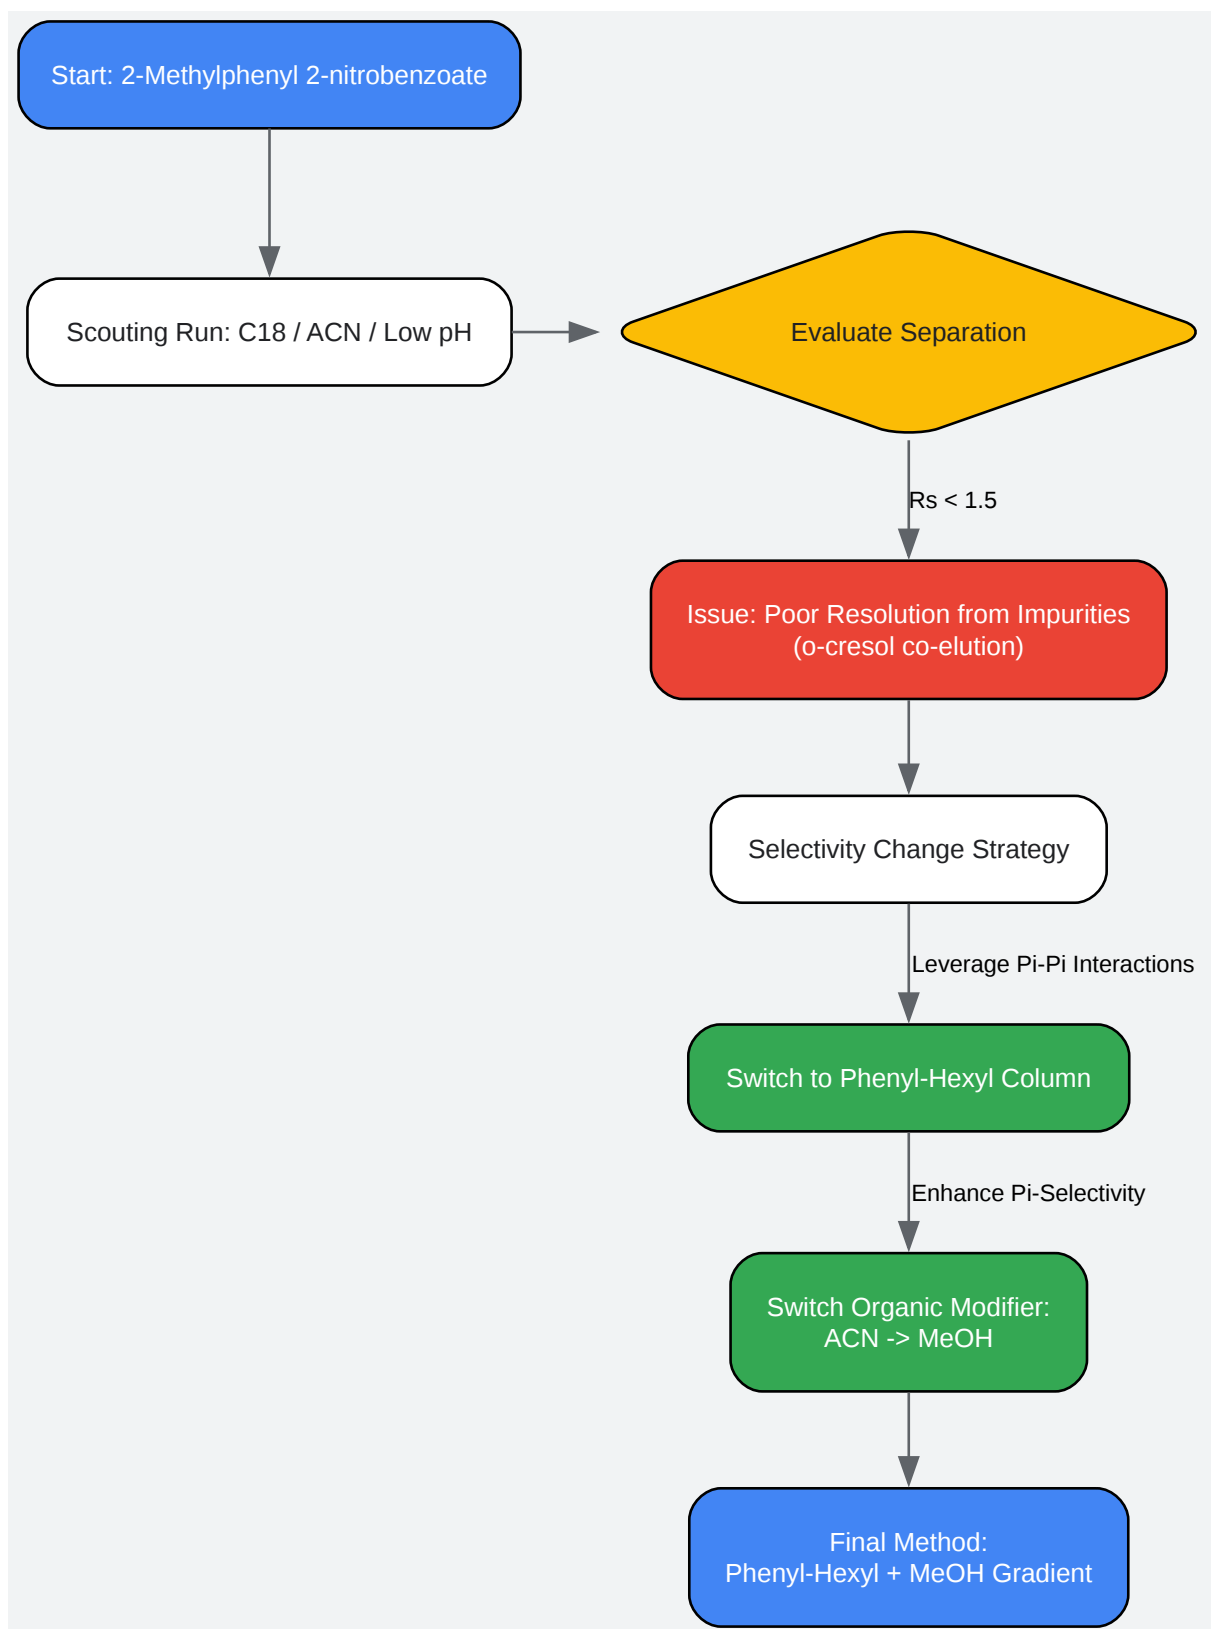 Start: 2-Methylphenyl 2-nitrobenzoate
Scouting Run: C18 / ACN / Low pH
Evaluate Separation
Rs < 1.5
Issue: Poor Resolution from Impurities
(o-cresol co-elution)
Selectivity Change Strategy
Leverage Pi-Pi Interactions
Switch to Phenyl-Hexyl Column
Enhance Pi-Selectivity
Switch Organic Modifier:
ACN -> MeOH
Final Method:
Phenyl-Hexyl + MeOH Gradient